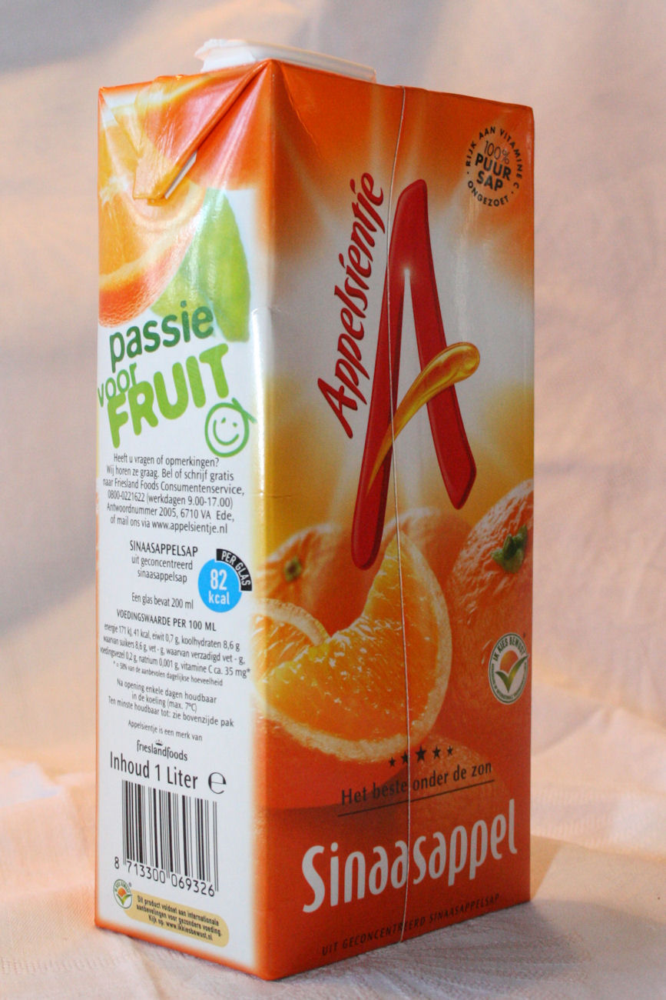 passie
voor
FRUIT
Heeft u vragen of opmerkingen?
Wij horen ze graag. Bel of schrijf gratis
naar Friesland Foods Consumentenservice,
0800-0221622 (werkdagen 9.00-17.00)
Antwoordnummer 2005, 6710 VA Ede,
of mail ons via www.appelsientje.nl
SINAASAPPELSAP
uit geconcentreerd
sinaasappelsap
PER GLAS
82
kcal
Een glas bevat 200 ml
VOEDINGSWAARDE PER 100 ML
energie 171 kJ, 41 kcal, eiwit 0,7 g, koolhydraten 8,6 g
waarvan suikers 8,6 g, vet - g, waarvan verzadigd vet - g,
voedingsvezel 0,2 g, natrium 0,001 g, vitamine C ca. 35 mg*
* = 58% van de aanbevolen dagelijkse hoeveelheid
Na opening enkele dagen houdbaar
in de koeling (max. 7°C)
Ten minste houdbaar tot: zie bovenzijde pak
Appelsientje is een merk van
frieslandfoods
Inhoud 1 Liter ℮
8 713300 069326
Dit product voldoet aan internationale
aanbevelingen voor gezondere voeding.
Kijk op: www.ikkiesbewust.nl
RIJK AAN VITAMINE C
100%
PUUR
SAP
ONGEZOET
Appelsientje
A
IK KIES BEWUST
Het beste onder de zon
Sinaasappel
UIT GECONCENTREERD SINAASAPPELSAP